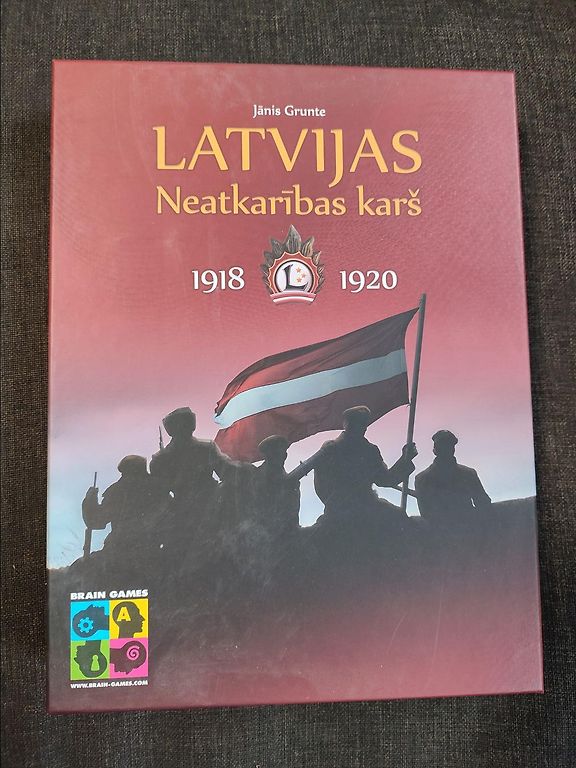 Jānis Grunte
LATVIJAS
Neatkarības karš
1918 L 1920
BRAIN GAMES
A
WWW.BRAIN-GAMES.COM